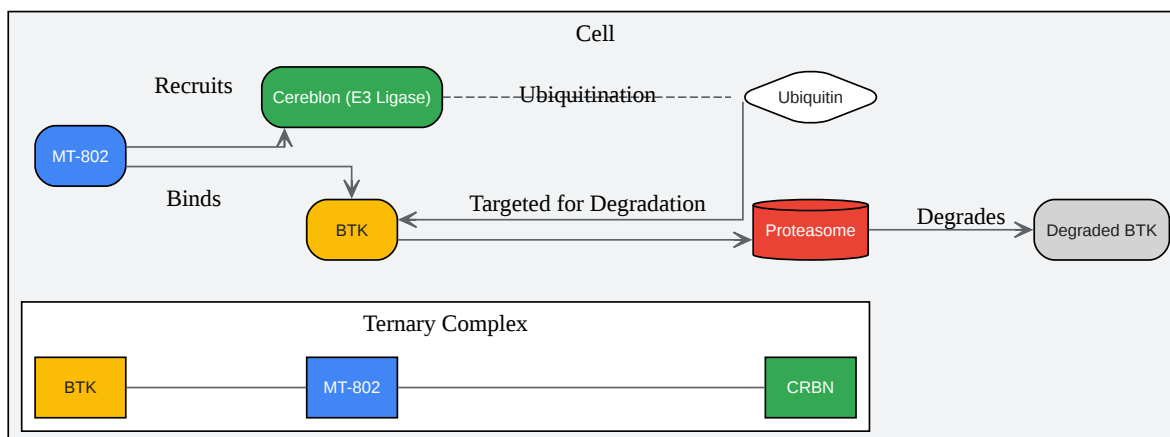 Cell
Recruits
Cereblon (E3 Ligase)
Ubiquitination
Ubiquitin
MT-802
Binds
BTK
Targeted for Degradation
Proteasome
Degrades
Degraded BTK
Ternary Complex
BTK
MT-802
CRBN